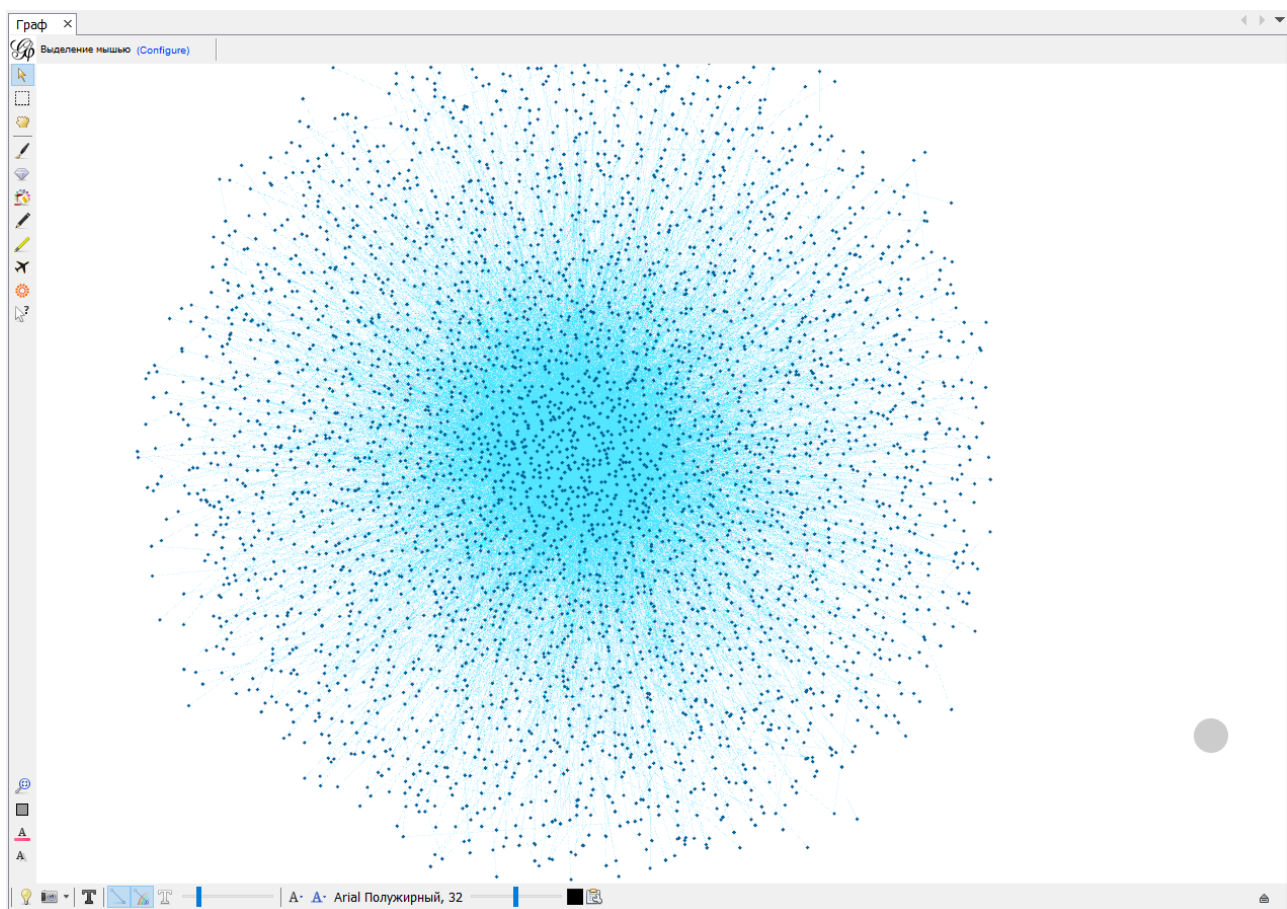 Граф
Выделение мышью (Configure)
T T A- A- Arial Полужирный, 32
A
A